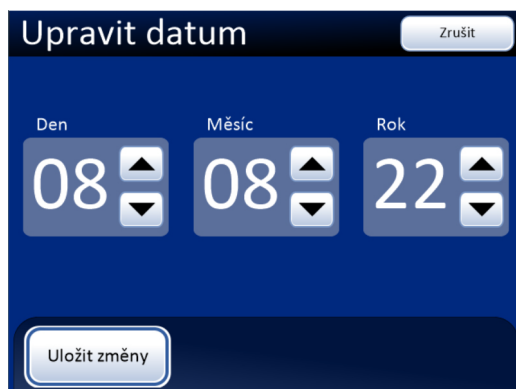 Upravit datum
Zrušit
Den
Měsíc
Rok
08
08
22
Uložit změny